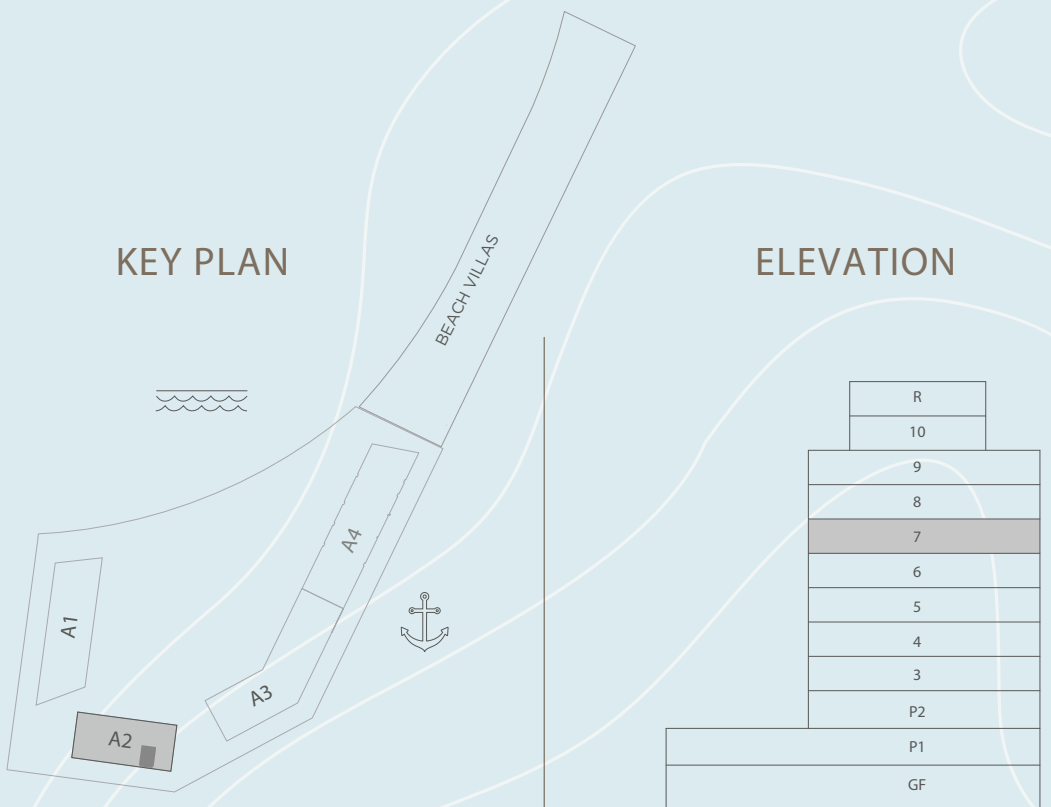 KEY PLAN
BEACH VILLAS
A4
A1
A3
A2
ELEVATION
R
10
9
8
7
6
5
4
3
P2
P1
GF